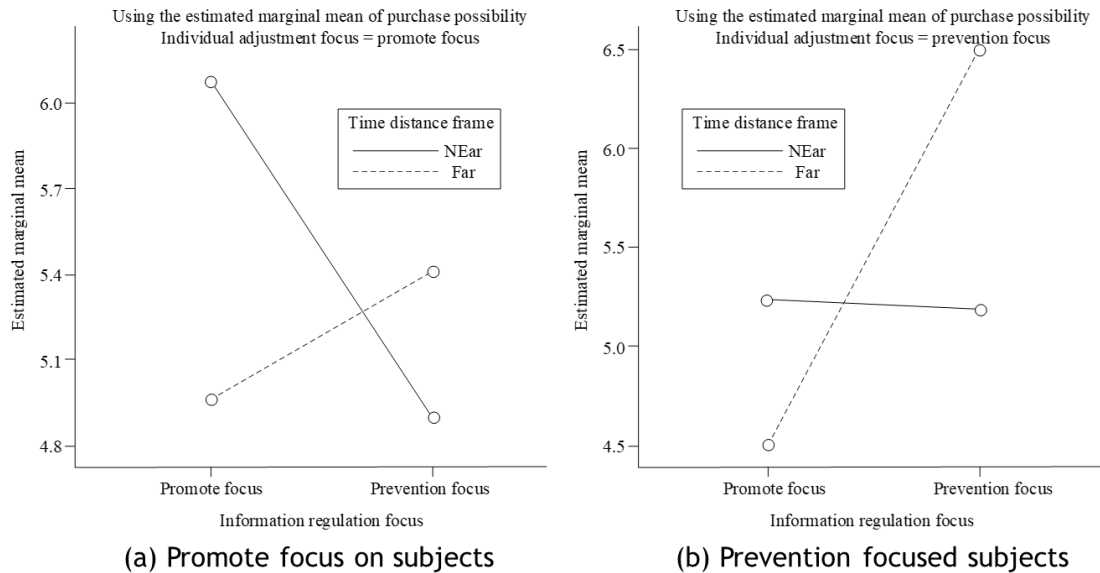 Using the estimated marginal mean of purchase possibility
Individual adjustment focus = promote focus
Estimated marginal mean
6.0
5.7
5.4
5.1
4.8
Time distance frame
NEar
Far
Promote focus
Prevention focus
Information regulation focus
(a) Promote focus on subjects
Using the estimated marginal mean of purchase possibility
Individual adjustment focus = prevention focus
Estimated marginal mean
6.5
6.0
5.5
5.0
4.5
Time distance frame
NEar
Far
Promote focus
Prevention focus
Information regulation focus
(b) Prevention focused subjects